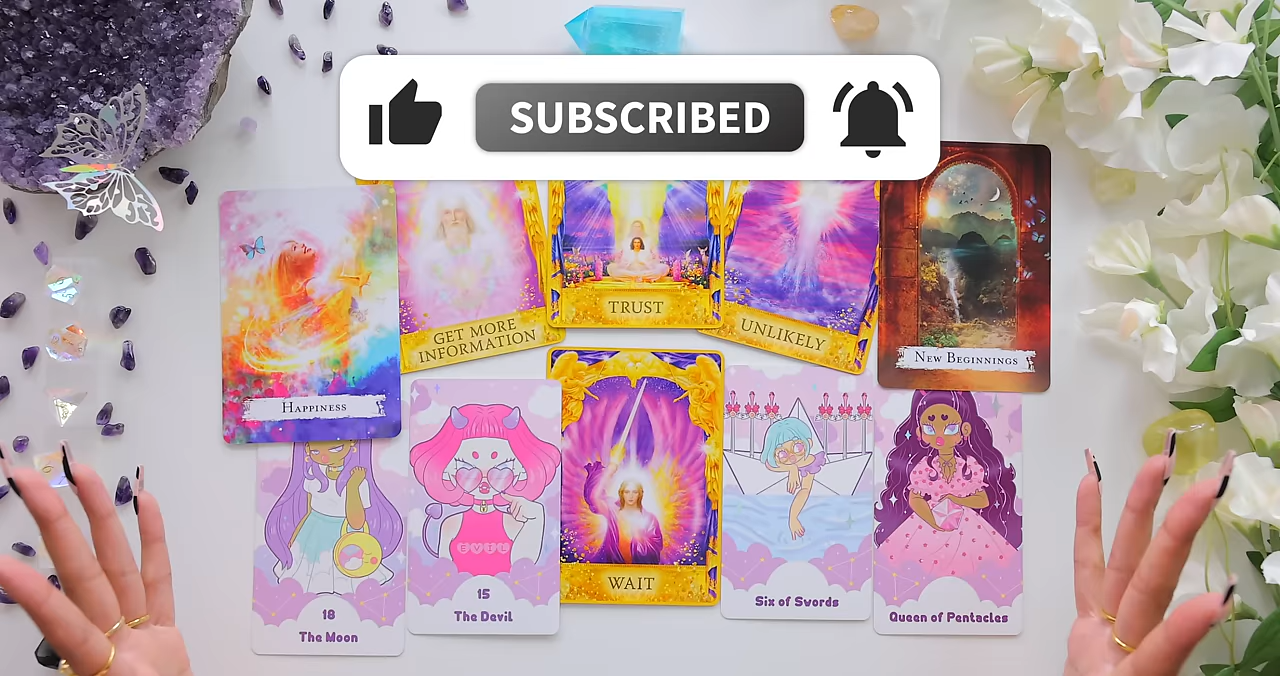 SUBSCRIBED
TRUST
GET MORE
INFORMATION
UNLIKELY
NEW BEGINNINGS
HAPPINESS
EVIL
WAIT
15
The Devil
Six of Swords
18
The Moon
Queen of Pentacles